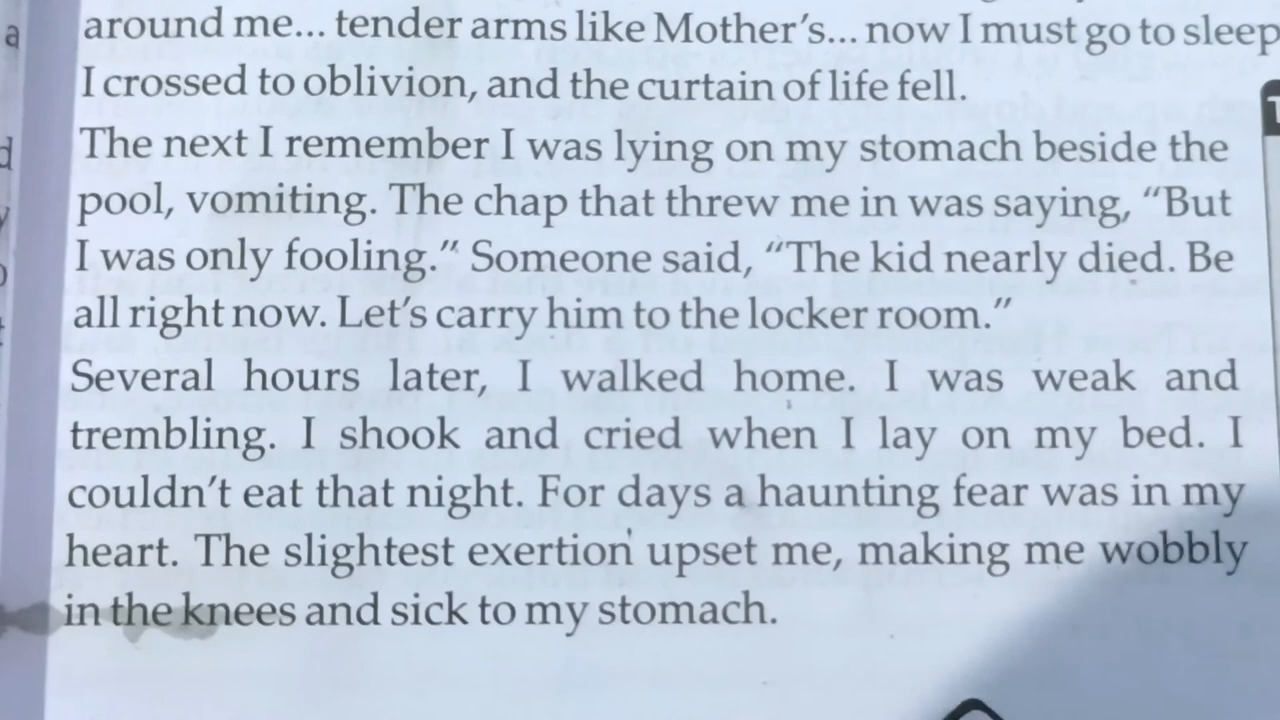 around me... tender arms like Mother's... now I must go to sleep
I crossed to oblivion, and the curtain of life fell.
The next I remember I was lying on my stomach beside the
pool, vomiting. The chap that threw me in was saying, “But
I was only fooling.” Someone said, “The kid nearly died. Be
all right now. Let's carry him to the locker room.”
Several hours later, I walked home. I was weak and
trembling. I shook and cried when I lay on my bed. I
couldn't eat that night. For days a haunting fear was in my
heart. The slightest exertion upset me, making me wobbly
in the knees and sick to my stomach.